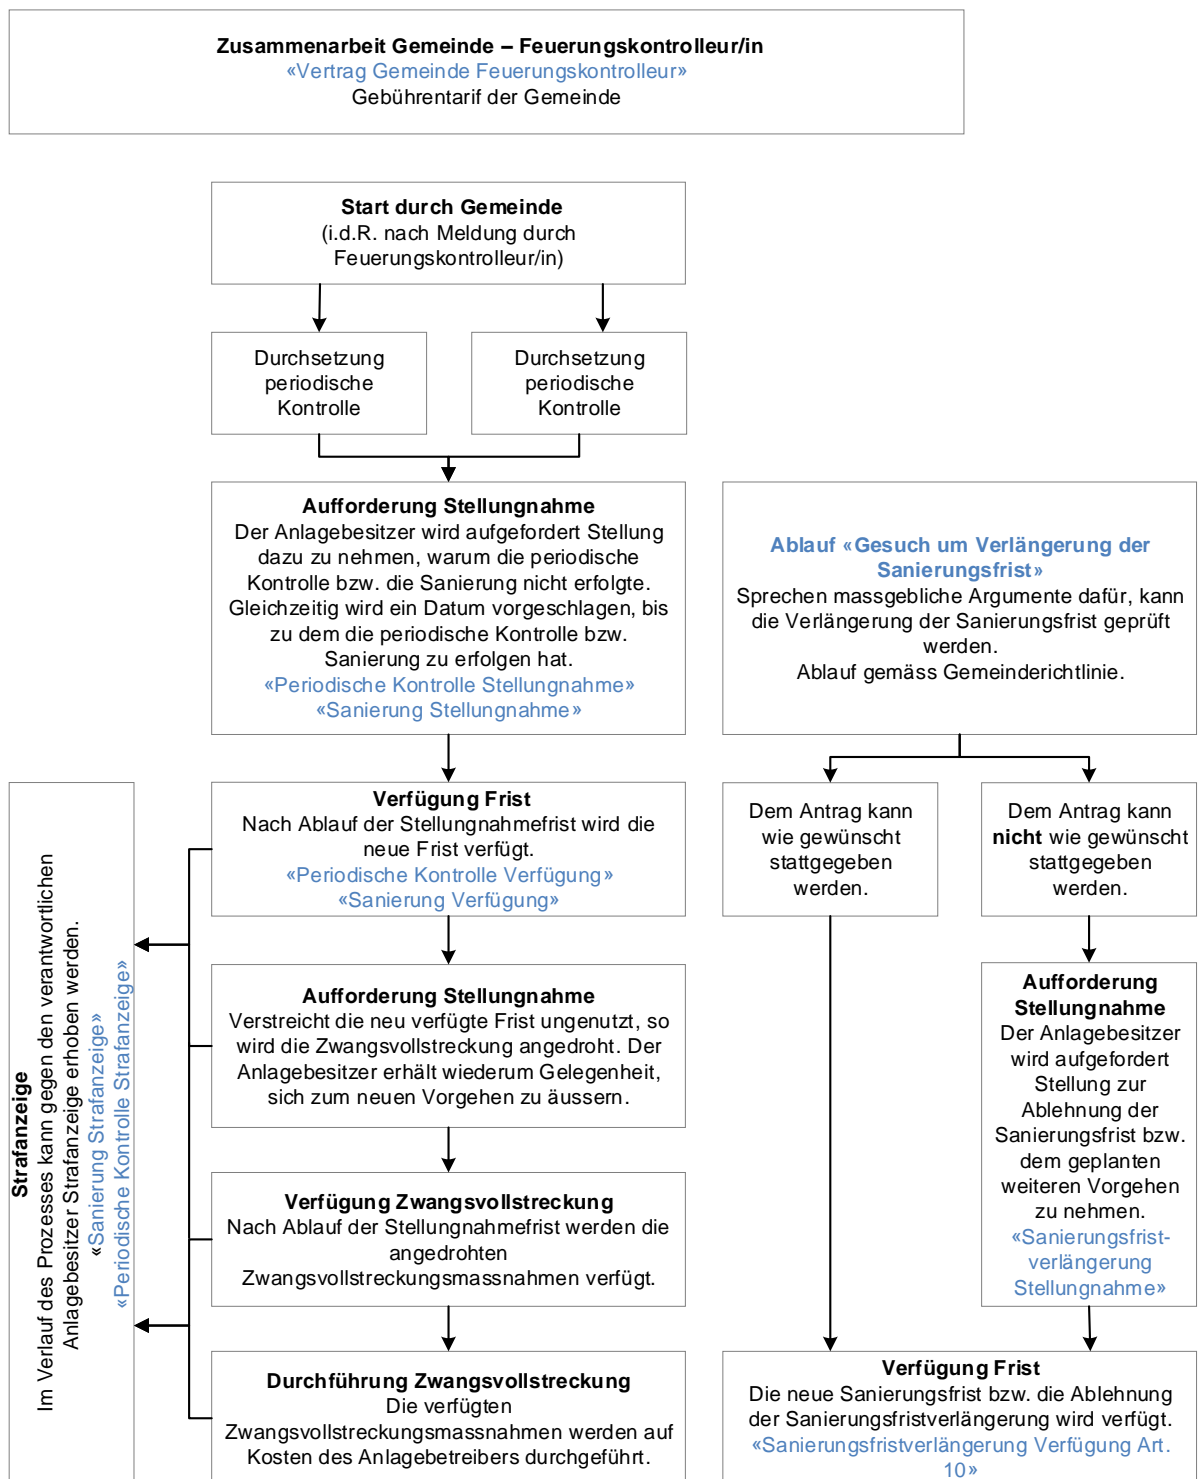 Zusammenarbeit Gemeinde – Feuerungskontrolleur/in
«Vertrag Gemeinde Feuerungskontrolleur»
Gebührentarif der Gemeinde
Start durch Gemeinde
(i.d.R. nach Meldung durch
Feuerungskontrolleur/in)
Durchsetzung
periodische
Kontrolle
Durchsetzung
periodische
Kontrolle
Aufforderung Stellungnahme
Der Anlagebesitzer wird aufgefordert Stellung
dazu zu nehmen, warum die periodische
Kontrolle bzw. die Sanierung nicht erfolgte.
Gleichzeitig wird ein Datum vorgeschlagen, bis
zu dem die periodische Kontrolle bzw.
Sanierung zu erfolgen hat.
«Periodische Kontrolle Stellungnahme»
«Sanierung Stellungnahme»
Ablauf «Gesuch um Verlängerung der
Sanierungsfrist»
Sprechen massgebliche Argumente dafür, kann
die Verlängerung der Sanierungsfrist geprüft
werden.
Ablauf gemäss Gemeinderichtlinie.
Strafanzeige
Im Verlauf des Prozesses kann gegen den verantwortlichen
Anlagebesitzer Strafanzeige erhoben werden.
«Sanierung Strafanzeige»
«Periodische Kontrolle Strafanzeige»
Verfügung Frist
Nach Ablauf der Stellungnahmefrist wird die
neue Frist verfügt.
«Periodische Kontrolle Verfügung»
«Sanierung Verfügung»
Dem Antrag kann
wie gewünscht
stattgegeben
werden.
Dem Antrag kann
nicht wie gewünscht
stattgegeben
werden.
Aufforderung Stellungnahme
Verstreicht die neu verfügte Frist ungenutzt, so
wird die Zwangsvollstreckung angedroht. Der
Anlagebesitzer erhält wiederum Gelegenheit,
sich zum neuen Vorgehen zu äussern.
Aufforderung
Stellungnahme
Der Anlagebesitzer
wird aufgefordert
Stellung zur
Ablehnung der
Sanierungsfrist bzw.
dem geplanten
weiteren Vorgehen
zu nehmen.
«Sanierungsfrist-
verlängerung
Stellungnahme»
Verfügung Zwangsvollstreckung
Nach Ablauf der Stellungnahmefrist werden die
angedrohten
Zwangsvollstreckungsmassnahmen verfügt.
Durchführung Zwangsvollstreckung
Die verfügten
Zwangsvollstreckungsmassnahmen werden auf
Kosten des Anlagebetreibers durchgeführt.
Verfügung Frist
Die neue Sanierungsfrist bzw. die Ablehnung
der Sanierungsfristverlängerung wird verfügt.
«Sanierungsfristverlängerung Verfügung Art.
10»